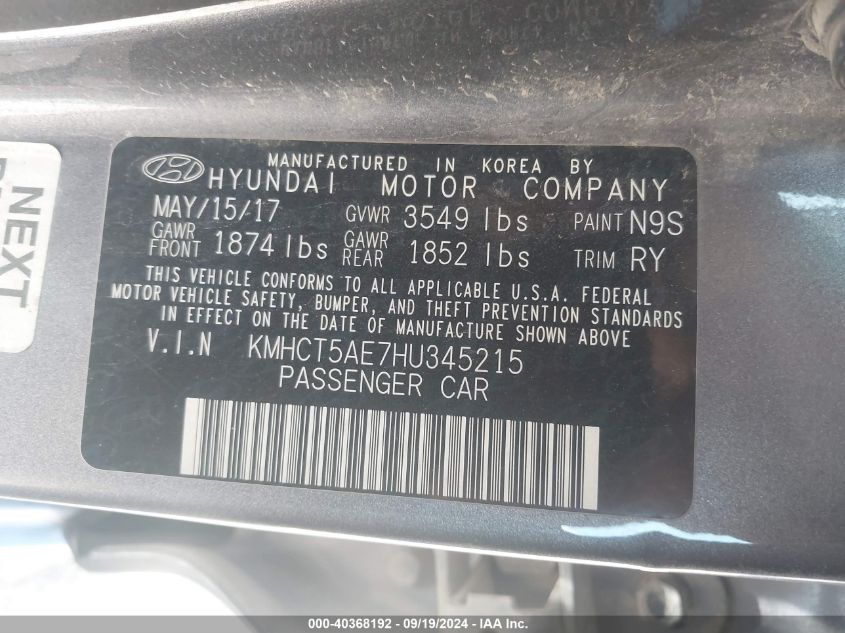 NEXT
MANUFACTURED IN KOREA BY
HYUNDAI MOTOR COMPANY
MAY/15/17 GVWR 3549 lbs PAINT N9S
GAWR FRONT 1874 lbs GAWR REAR 1852 lbs TRIM RY
THIS VEHICLE CONFORMS TO ALL APPLICABLE U.S.A. FEDERAL
MOTOR VEHICLE SAFETY, BUMPER, AND THEFT PREVENTION STANDARDS
IN EFFECT ON THE DATE OF MANUFACTURE SHOWN ABOVE
V.I.N KMHCT5AE7HU345215
PASSENGER CAR
000-40368192 - 09/19/2024 - IAA Inc.